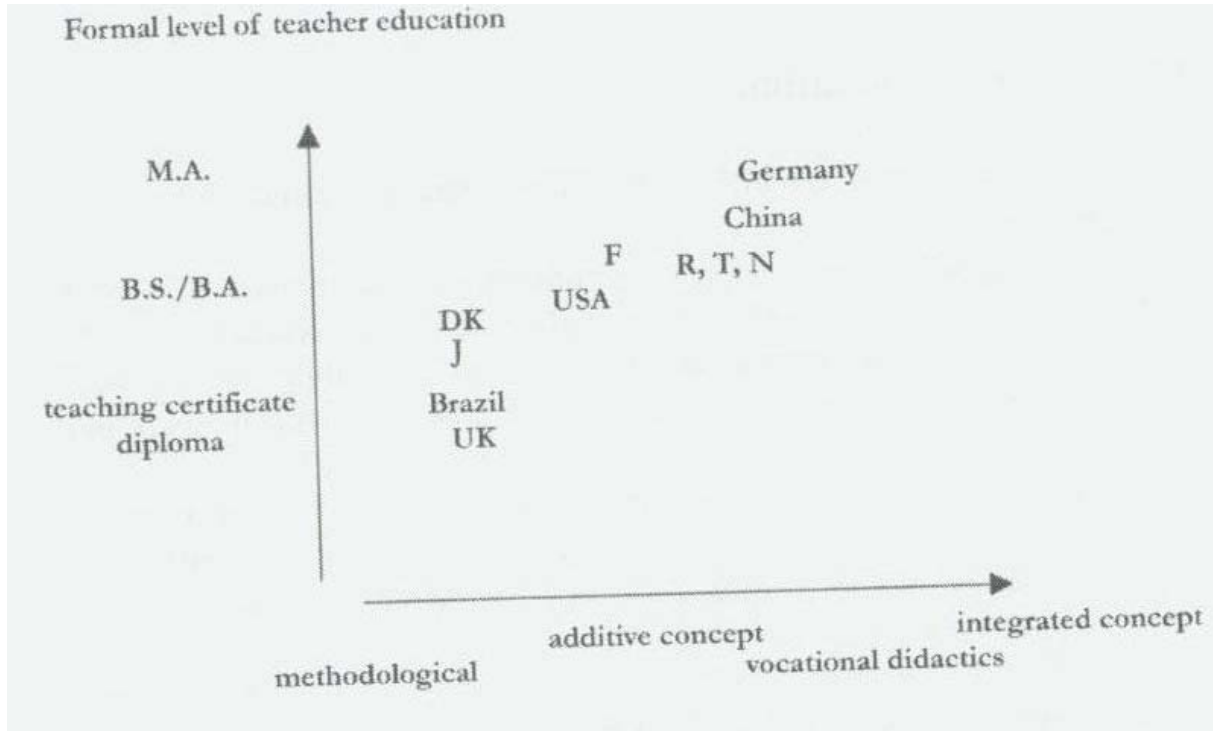 Formal level of teacher education
M.A.
Germany
China
F
R, T, N
B.S./B.A.
USA
DK
J
teaching certificate
diploma
Brazil
UK
additive concept
integrated concept
methodological
vocational didactics